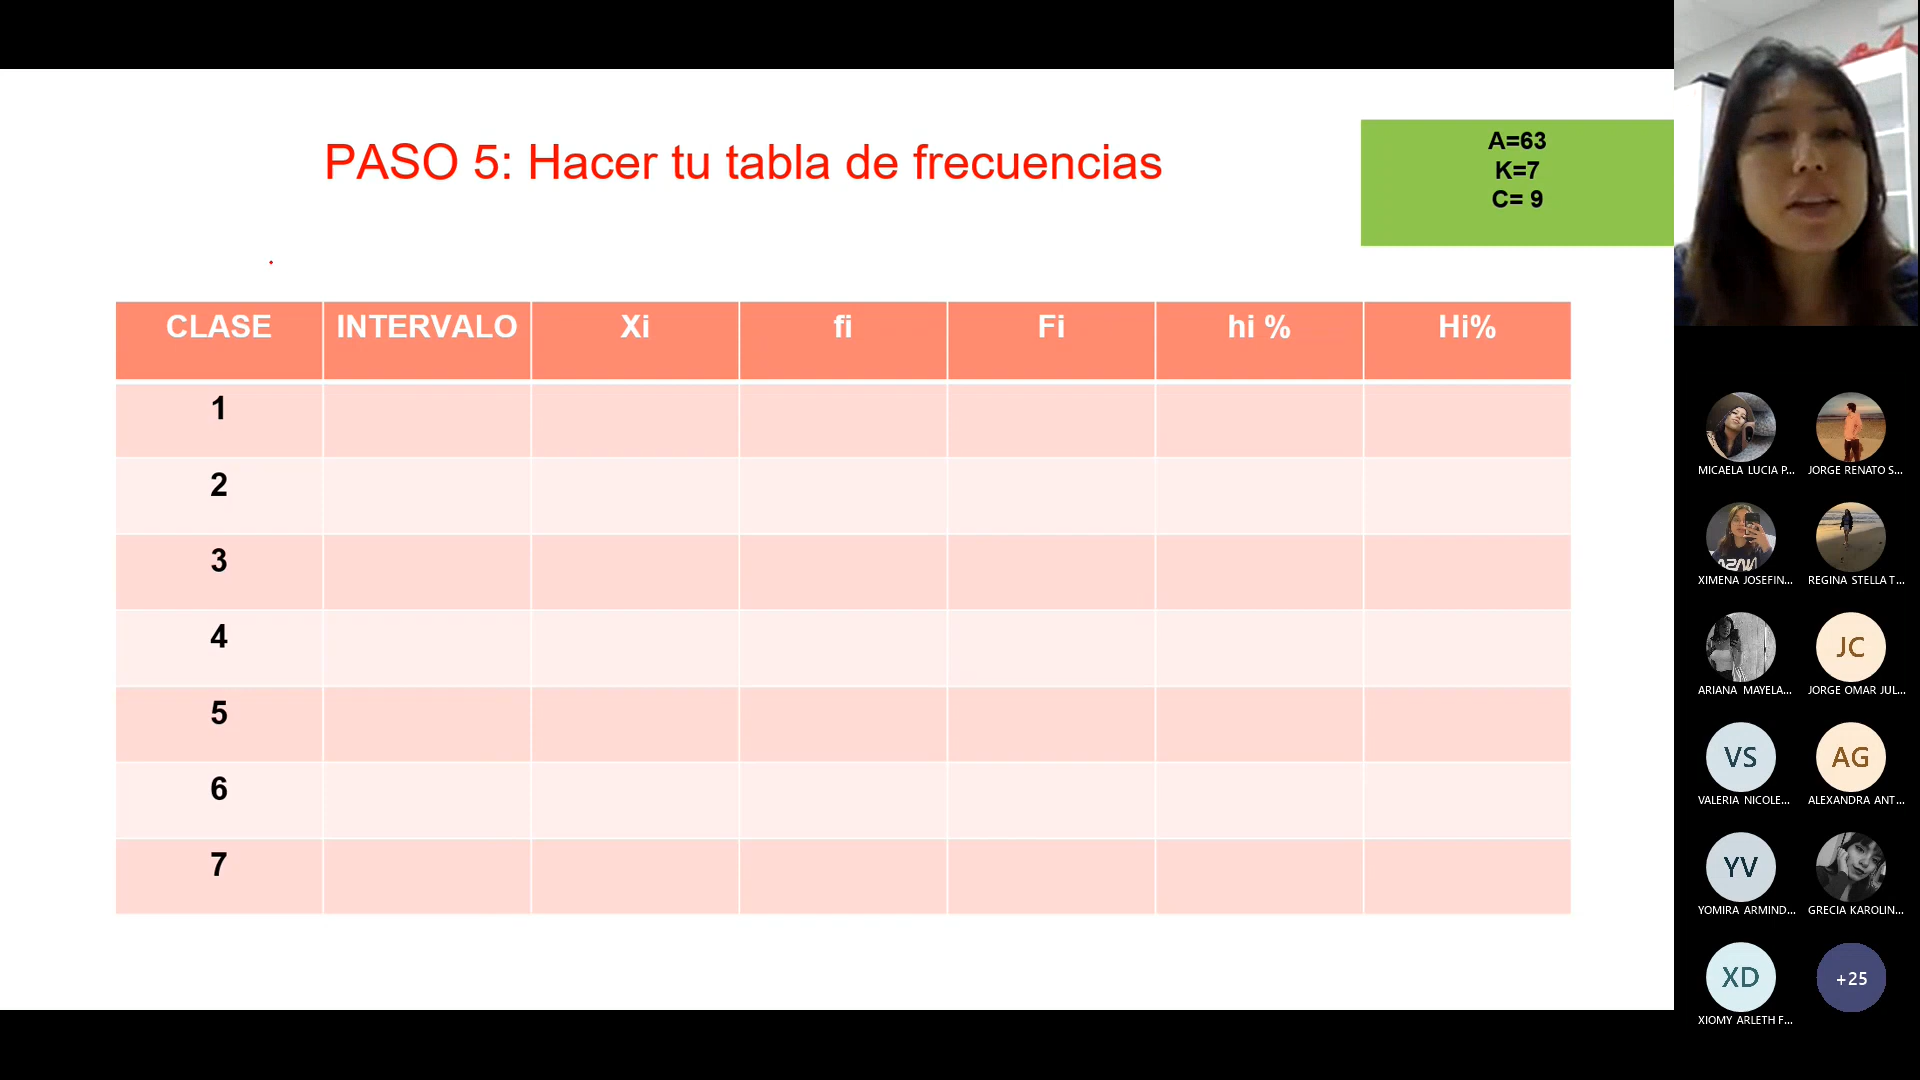 PASO 5: Hacer tu tabla de frecuencias
A=63
K=7
C= 9
CLASE INTERVALO Xi fi Fi hi % Hi%
1
2
3
4
5
6
7
MICAELA LUCIA P... JORGE RENATO S...
XIMENA JOSEFIN... REGINA STELLA T...
JC
ARIANA MAYELA... JORGE OMAR JUL...
VS AG
VALERIA NICOLE... ALEXANDRA ANT...
YV
YOMIRA ARMIND... GRECIA KAROLIN...
XD +25
XIOMY ARLETH F...